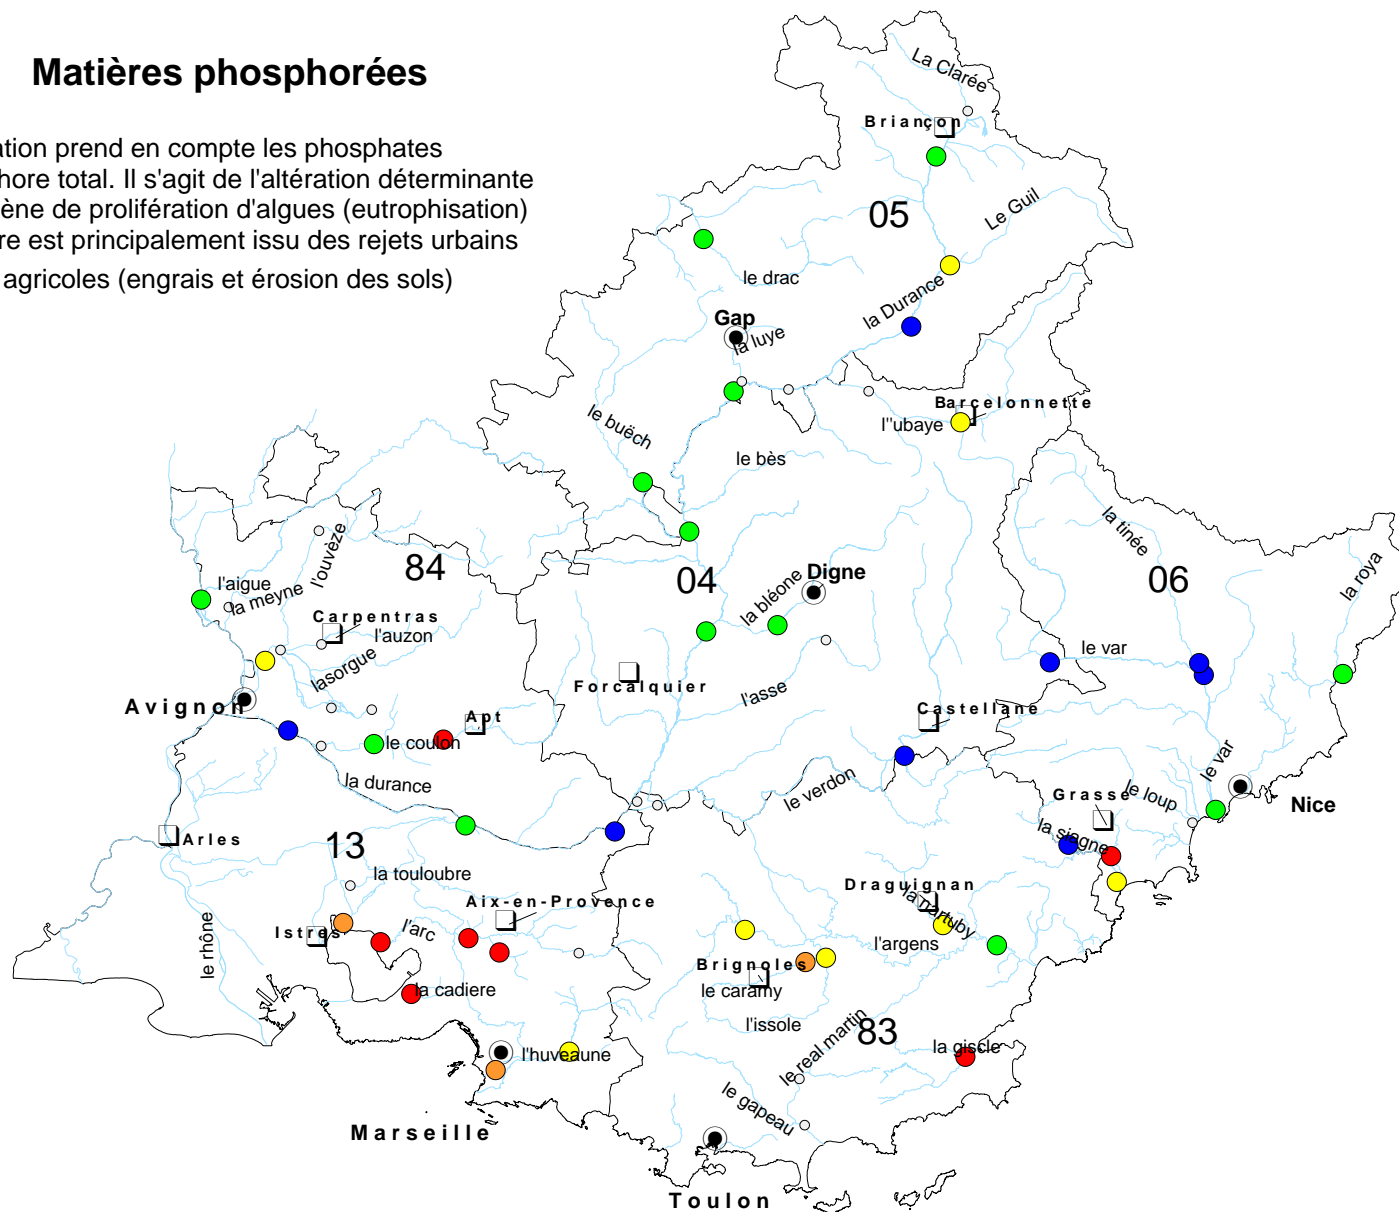 Matières phosphorées
ation prend en compte les phosphates
hore total. Il s'agit de l'altération déterminante
ène de prolifération d'algues (eutrophisation)
re est principalement issu des rejets urbains
agricoles (engrais et érosion des sols)
La Clarée
Briançon
05
Le Guil
le drac
la Durance
Gap
la luye
Barcelonnette
l''ubaye
le buëch
le bès
la tinée
l'ouvèze
84
04
Digne
06
la roya
l'aigue
la meyne
la bléone
Carpentras
l'auzon
le var
lasorgue
Forcalquier
l'asse
Avignon
Apt
Castellane
le coulon
la durance
le verdon
le var
Grasse
le loup
Nice
Arles
13
la siagne
la touloubre
Draguignan
Aix-en-Provence
la nartuby
Istres
l'arc
l'argens
le rhône
Brignoles
la cadiere
le caramy
l'issole
le real martin
83
l'huveaune
la giscle
le gapeau
Marseille
Toulon